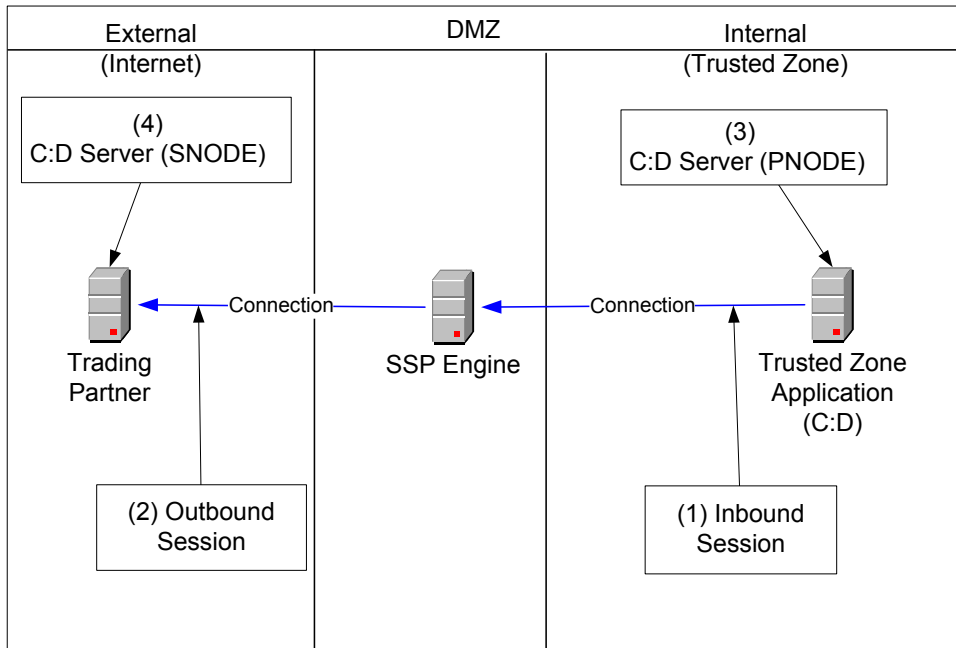 External
(Internet)
DMZ
Internal
(Trusted Zone)
(4)
C:D Server (SNODE)
(3)
C:D Server (PNODE)
Connection
Connection
Trading
Partner
SSP Engine
Trusted Zone
Application
(C:D)
(2) Outbound
Session
(1) Inbound
Session